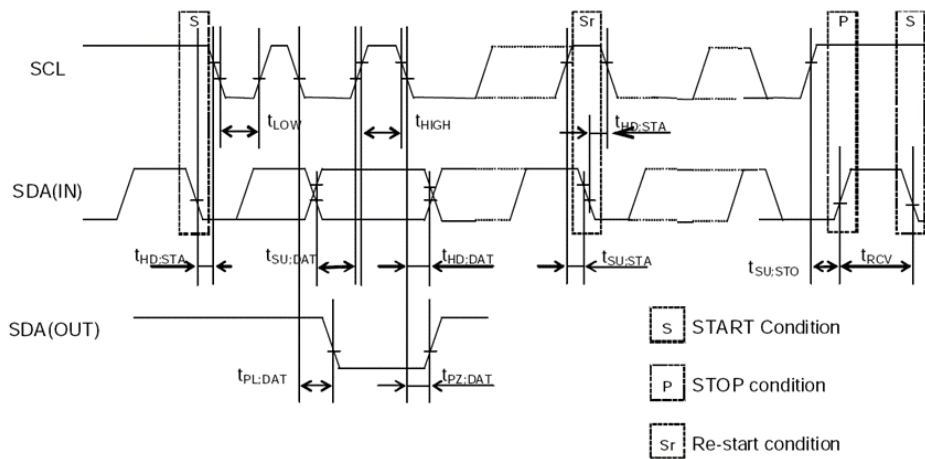 S Sr P S
SCL
tLOW tHIGH tHD:STA
SDA(IN)
tHD:STA tSU:DAT tHD:DAT tSU:STA tSU:STO tRCV
SDA(OUT)
S START Condition
tPL:DAT tPZ:DAT
P STOP condition
Sr Re-start condition